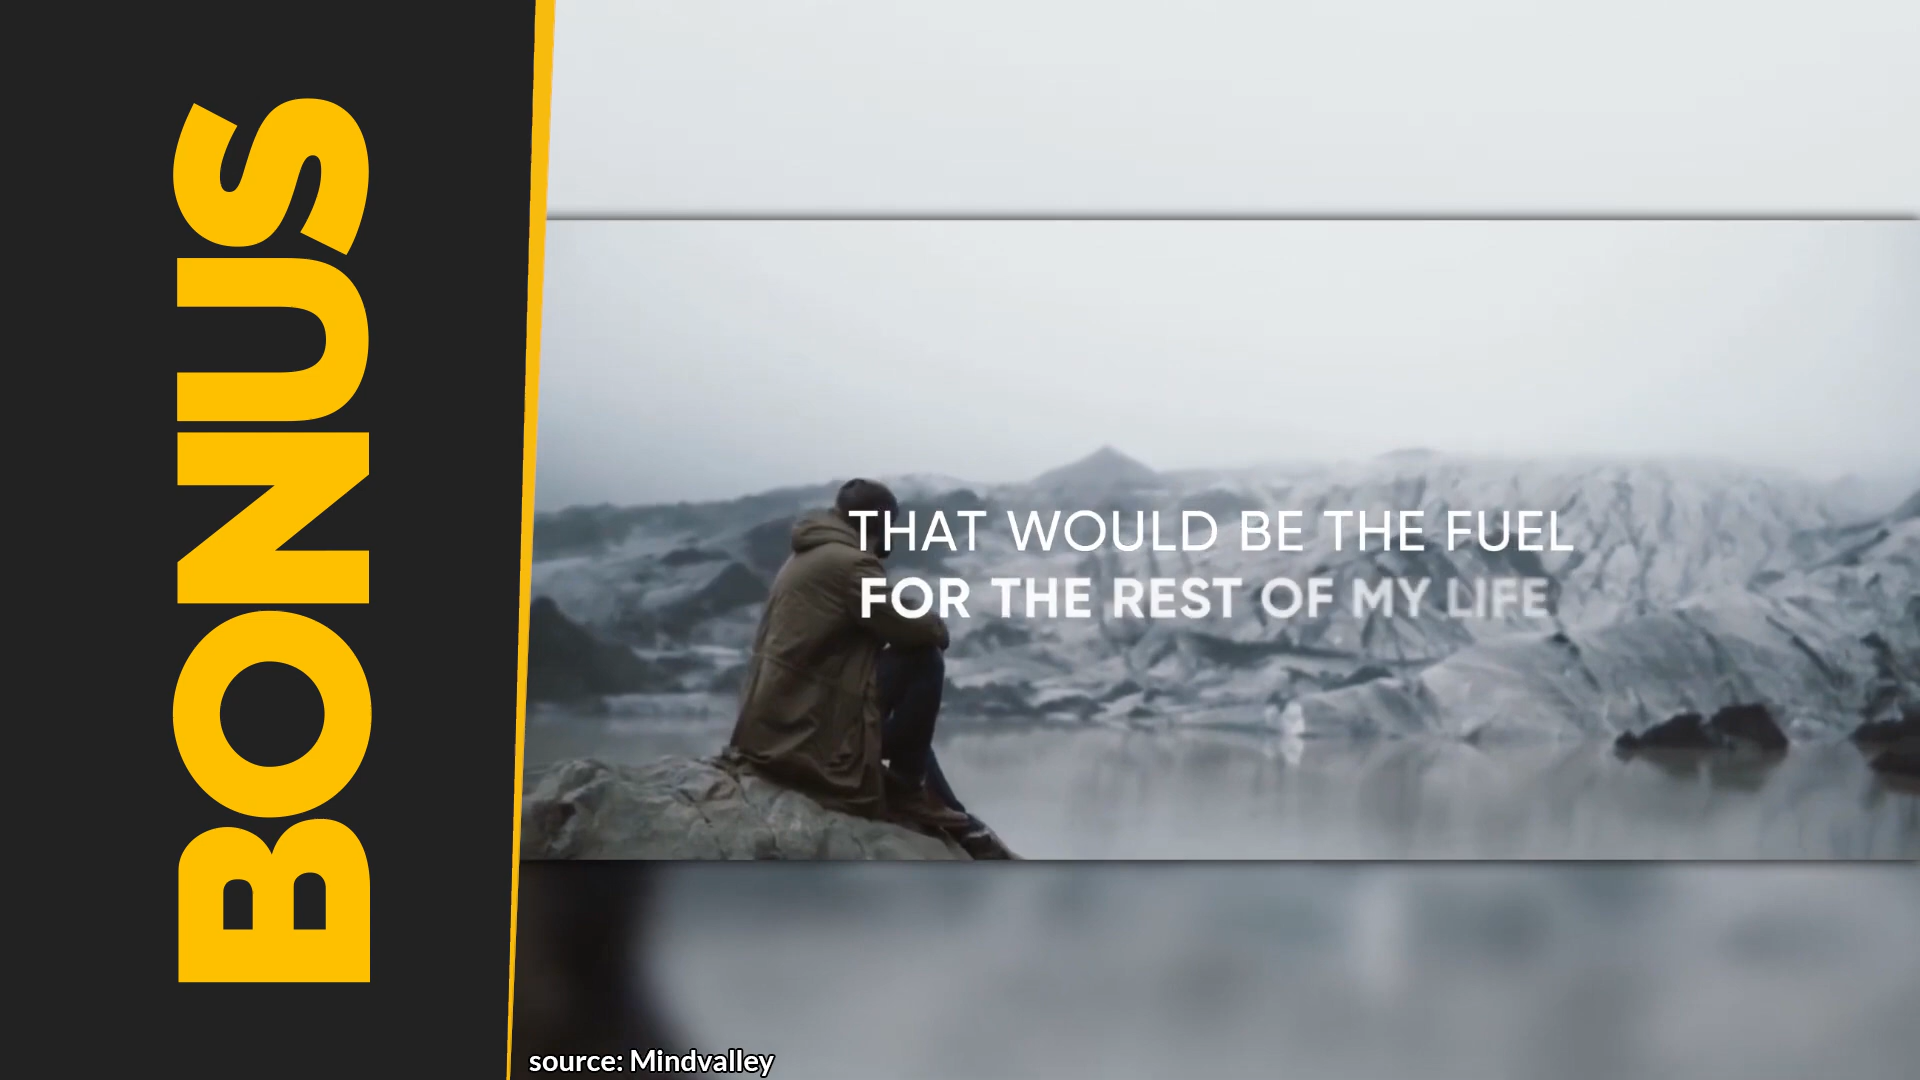 BONUS
THAT WOULD BE THE FUEL
FOR THE REST OF MY LIFE
source: Mindvalley